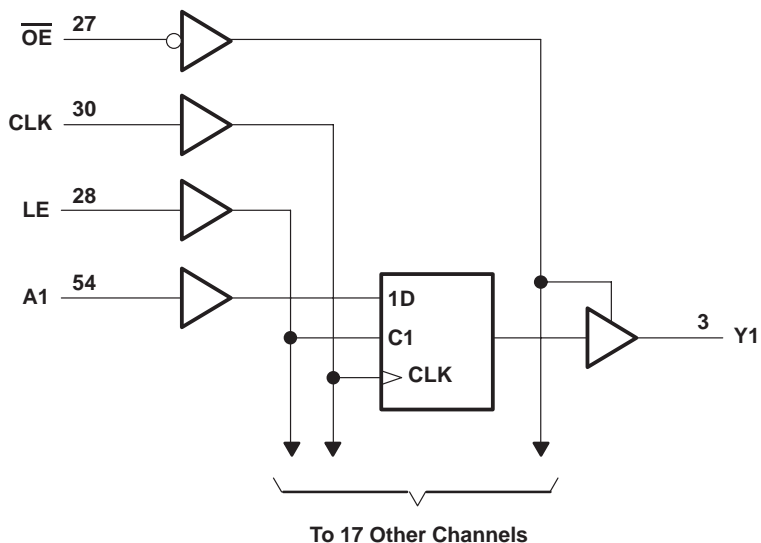 OE 27
CLK 30
LE 28
A1 54
1D
C1
CLK
3 Y1
To 17 Other Channels